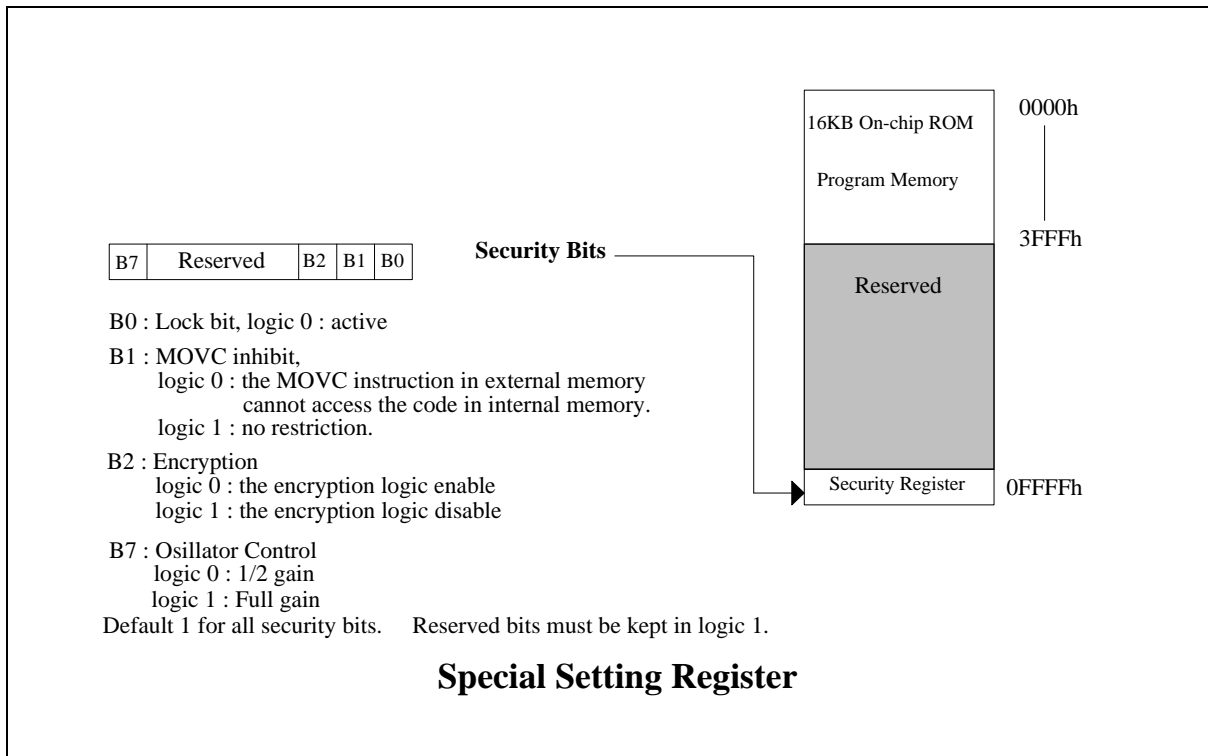 16KB On-chip ROM
Program Memory
0000h
3FFFh
Reserved
Security Register
0FFFFh
Security Bits
B7 Reserved B2 B1 B0
B0 : Lock bit, logic 0 : active
B1 : MOVC inhibit,
logic 0 : the MOVC instruction in external memory
cannot access the code in internal memory.
logic 1 : no restriction.
B2 : Encryption
logic 0 : the encryption logic enable
logic 1 : the encryption logic disable
B7 : Osillator Control
logic 0 : 1/2 gain
logic 1 : Full gain
Default 1 for all security bits. Reserved bits must be kept in logic 1.
Special Setting Register